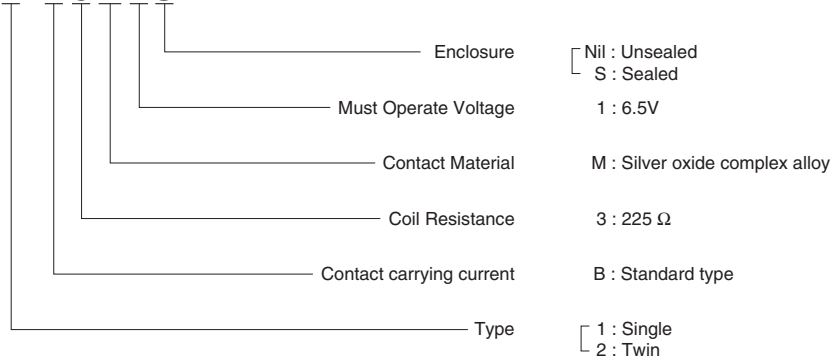 Enclosure Nil : Unsealed
S : Sealed
Must Operate Voltage 1 : 6.5V
Contact Material M : Silver oxide complex alloy
Coil Resistance 3 : 225 Ω
Contact carrying current B : Standard type
Type 1 : Single
2 : Twin